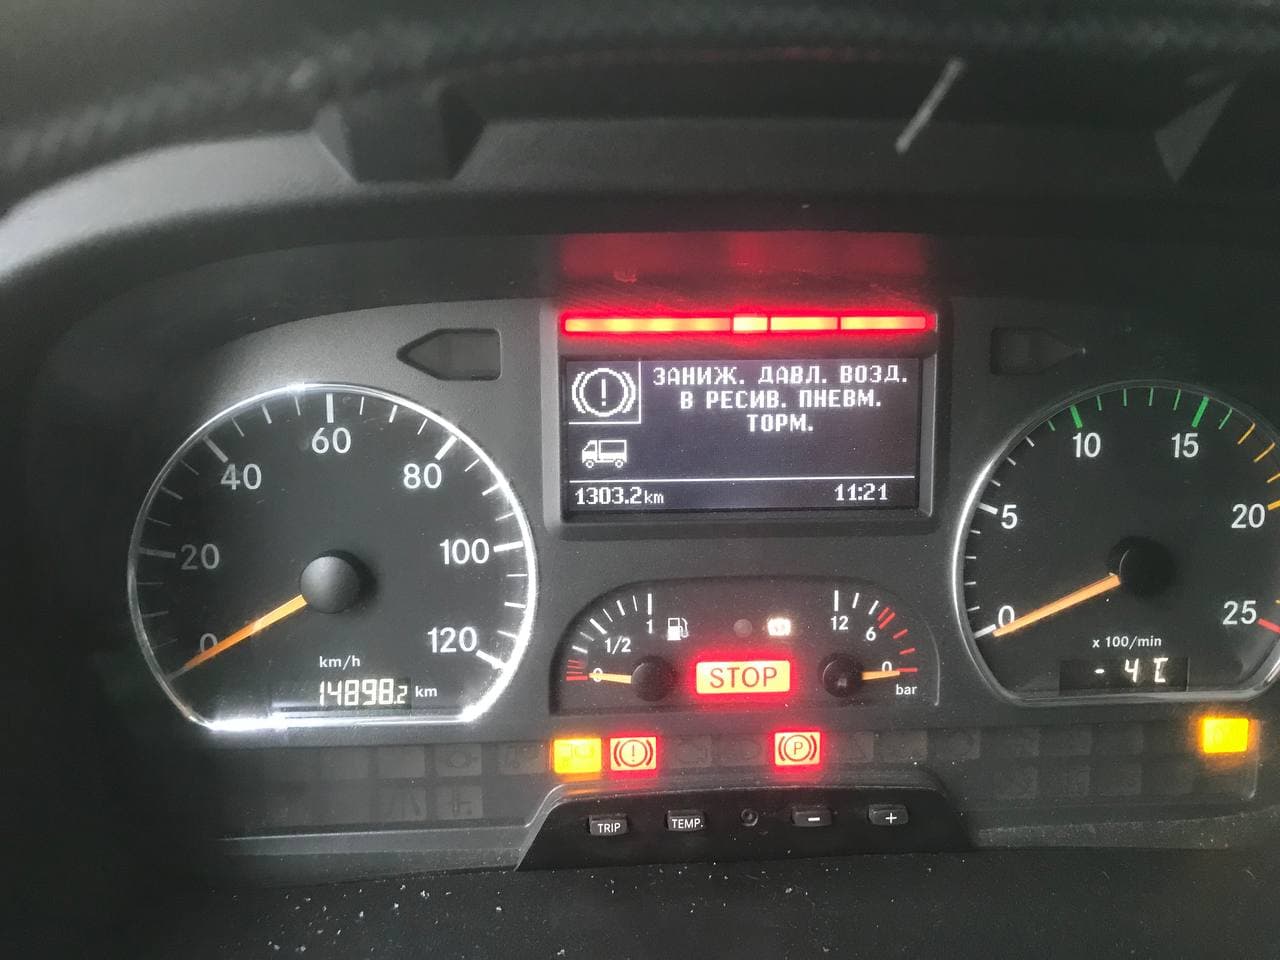 ЗАНИЖ. ДАВЛ. ВОЗД.
В РЕСИВ. ПНЕВМ.
ТОРМ.
1303.2km 11:21
0 20 40 60 80 100 120
km/h
14898.2 km
0 1/2 1
12 6 0
bar
STOP
0 5 10 15 20 25
x 100/min
- 4 C
P
TRIP TEMP. - +